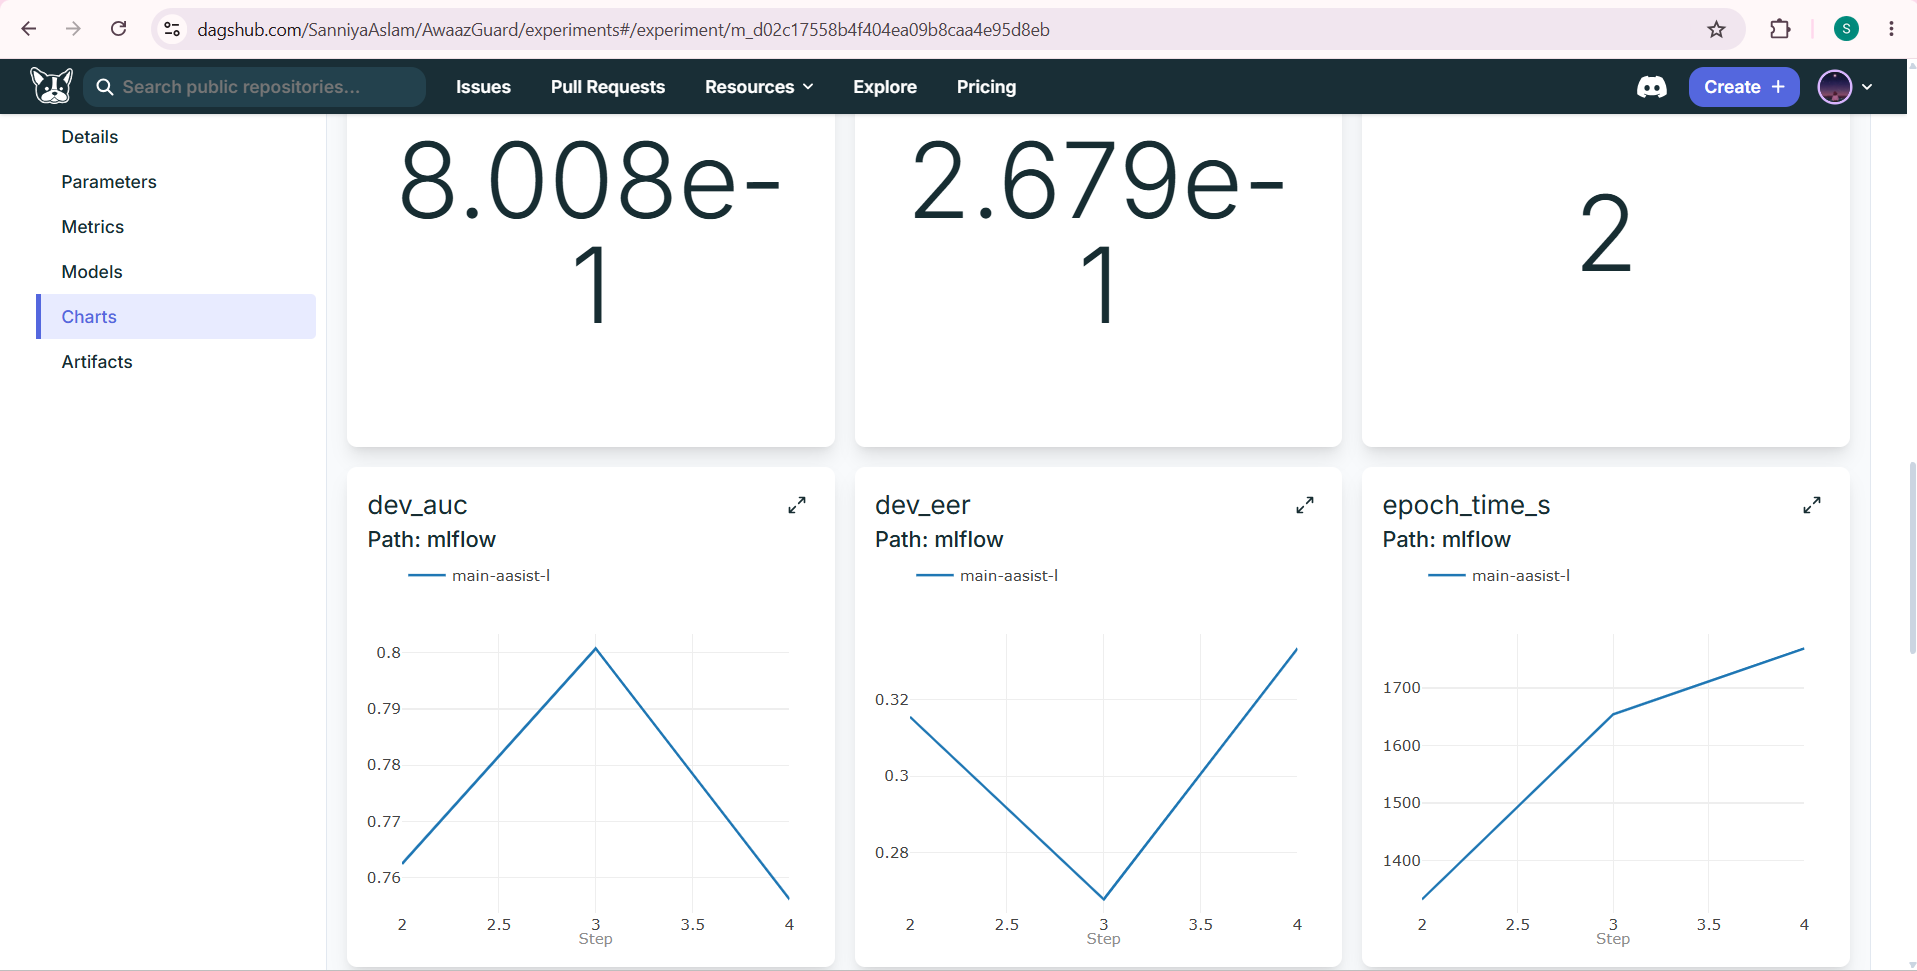 dagshub.com/SanniyaAslam/AwaazGuard/experiments#/experiment/m_d02c17558b4f404ea09b8caa4e95d8eb
S
Search public repositories...
Issues
Pull Requests
Resources
Explore
Pricing
Create +
Details
Parameters
Metrics
Models
Charts
Artifacts
8.008e-
1
2.679e-
1
2
dev_auc
Path: mlflow
main-aasist-l
0.8
0.79
0.78
0.77
0.76
2 2.5 3 3.5 4
Step
dev_eer
Path: mlflow
main-aasist-l
0.32
0.3
0.28
2 2.5 3 3.5 4
Step
epoch_time_s
Path: mlflow
main-aasist-l
1700
1600
1500
1400
2 2.5 3 3.5 4
Step